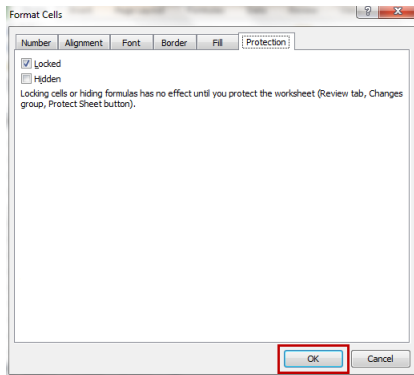 Format Cells
Number Alignment Font Border Fill Protection
Locked
Hidden
Locking cells or hiding formulas has no effect until you protect the worksheet (Review tab, Changes
group, Protect Sheet button).
OK Cancel